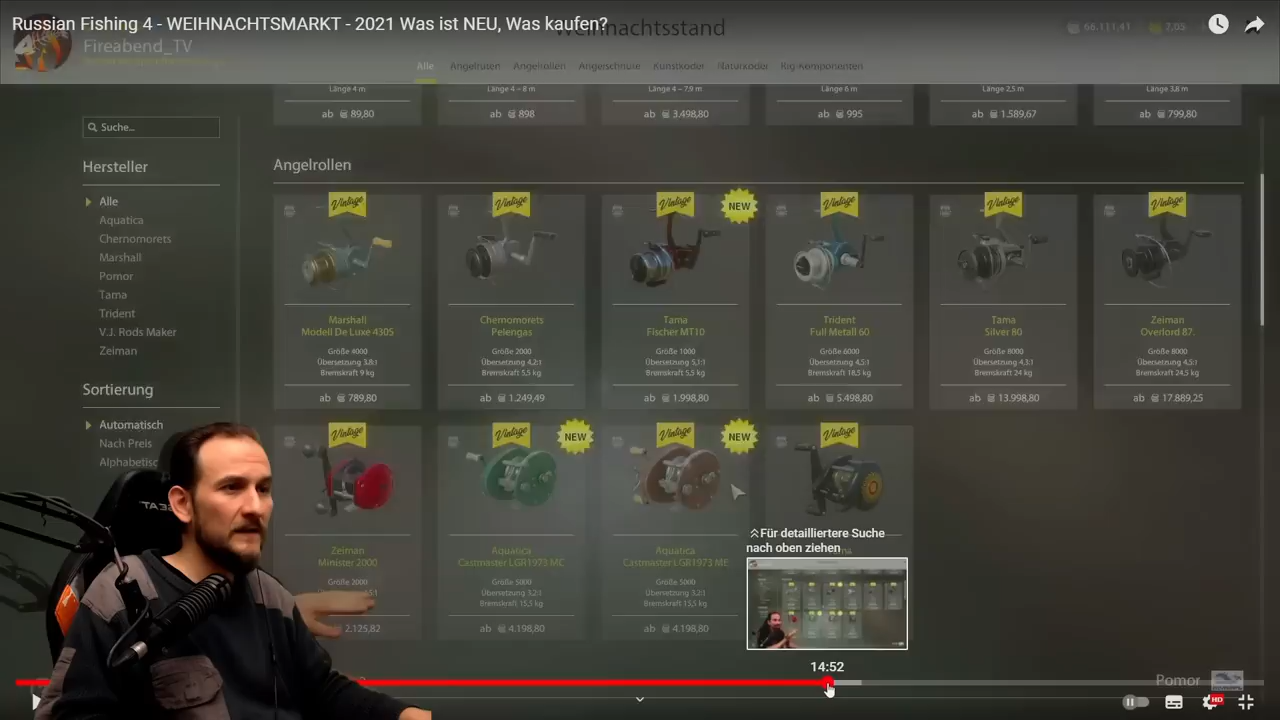 Russian Fishing 4 - WEIHNACHTSMARKT - 2021 Was ist NEU, Was kaufen?
Weihnachtsstand
66.111,41
7,05
Fireabend_TV
Alle Angelruten Angelrollen Angelschnüre Kunstköder Naturköder Rig-Komponenten
Länge 4 m
Länge 4 – 8 m
Länge 4 – 7,9 m
Länge 6 m
Länge 2,5 m
Länge 3,8 m
ab 89,80
ab 898
ab 3.498,80
ab 995
ab 1.589,67
ab 799,80
Suche...
Hersteller
Alle
Aquatica
Chernomorets
Marshall
Pomor
Tama
Trident
V.J. Rods Maker
Zeiman
Sortierung
Automatisch
Nach Preis
Alphabetisc
Angelrollen
Vintage
Marshall
Modell De Luxe 4305
Größe 4000
Übersetzung 3,8:1
Bremskraft 9 kg
ab 789,80
Vintage
Chernomorets
Pelengas
Größe 2000
Übersetzung 4,2:1
Bremskraft 5,5 kg
ab 1.249,49
Vintage
NEW
Tama
Fischer MT10
Größe 1000
Übersetzung 5,1:1
Bremskraft 5,5 kg
ab 1.998,80
Vintage
Trident
Full Metall 60
Größe 6000
Übersetzung 4,5:1
Bremskraft 18,5 kg
ab 5.498,80
Vintage
Tama
Silver 80
Größe 8000
Übersetzung 4,3:1
Bremskraft 24 kg
ab 13.998,80
Vintage
Zeiman
Overlord 87.
Größe 8000
Übersetzung 4,5:1
Bremskraft 24,5 kg
ab 17.889,25
Vintage
Zeiman
Minister 2000
Größe 2000
2.125,82
Vintage
NEW
Aquatica
Castmaster LGR1973 MC
Größe 5000
Übersetzung 3,2:1
Bremskraft 15,5 kg
ab 4.198,80
Vintage
NEW
Aquatica
Castmaster LGR1973 ME
Größe 5000
Übersetzung 3,2:1
Bremskraft 15,5 kg
ab 4.198,80
Vintage
Für detailliertere Suche
nach oben ziehen
14:52
Pomor
HD
SEAT